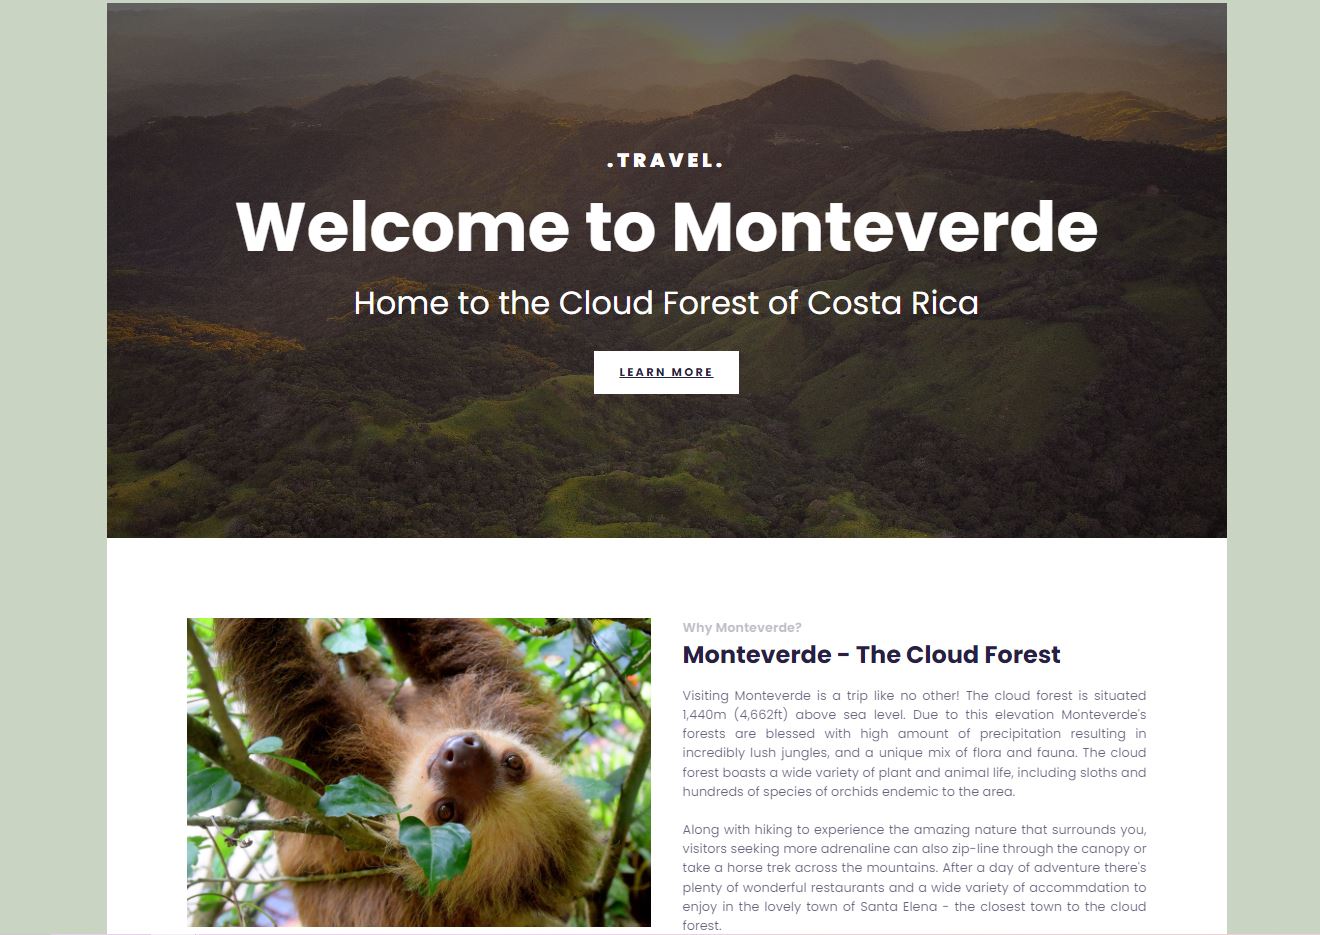 .TRAVEL.
Welcome to Monteverde
Home to the Cloud Forest of Costa Rica
LEARN MORE
Why Monteverde?
Monteverde - The Cloud Forest
Visiting Monteverde is a trip like no other! The cloud forest is situated
1,440m (4,662ft) above sea level. Due to this elevation Monteverde's
forests are blessed with high amount of precipitation resulting in
incredibly lush jungles, and a unique mix of flora and fauna. The cloud
forest boasts a wide variety of plant and animal life, including sloths and
hundreds of species of orchids endemic to the area.
Along with hiking to experience the amazing nature that surrounds you,
visitors seeking more adrenaline can also zip-line through the canopy or
take a horse trek across the mountains. After a day of adventure there's
plenty of wonderful restaurants and a wide variety of accommdation to
enjoy in the lovely town of Santa Elena - the closest town to the cloud
forest.